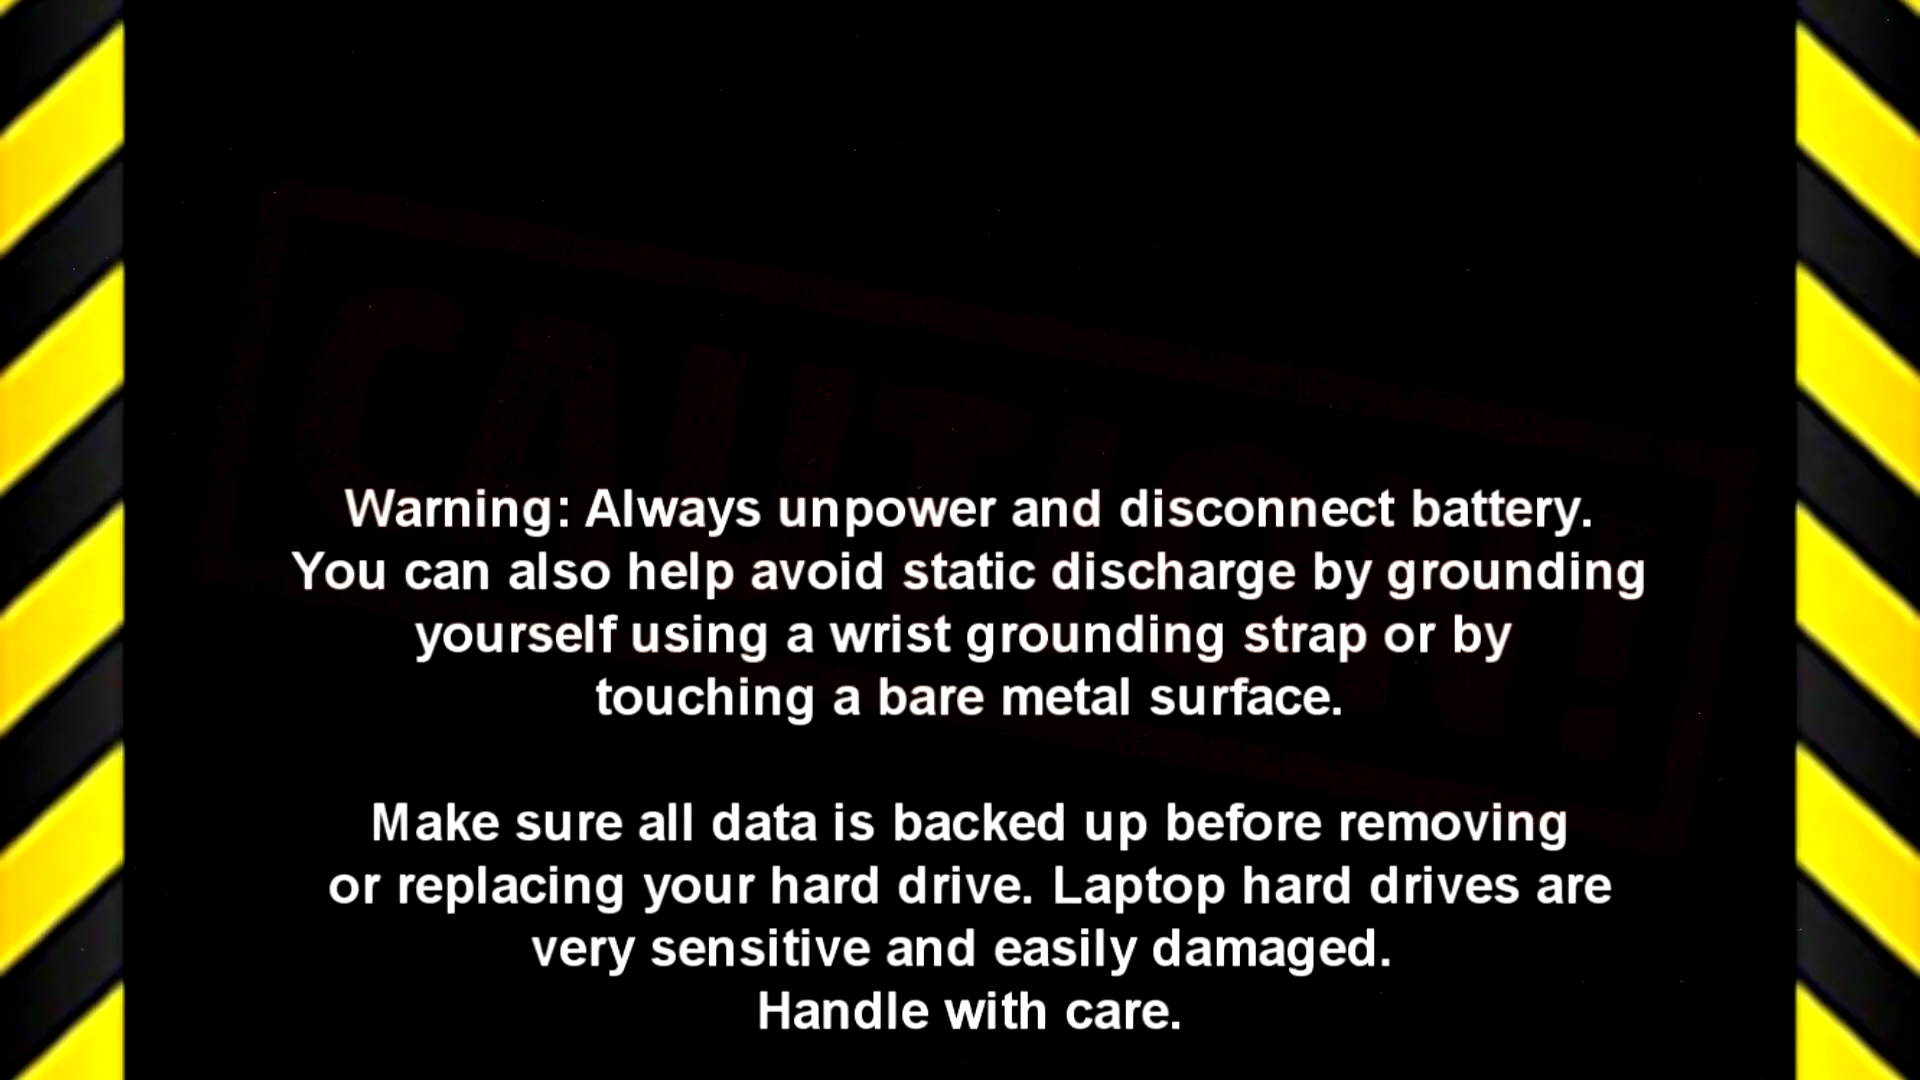 CAUTION!
Warning: Always unpower and disconnect battery.
You can also help avoid static discharge by grounding
yourself using a wrist grounding strap or by
touching a bare metal surface.
Make sure all data is backed up before removing
or replacing your hard drive. Laptop hard drives are
very sensitive and easily damaged.
Handle with care.